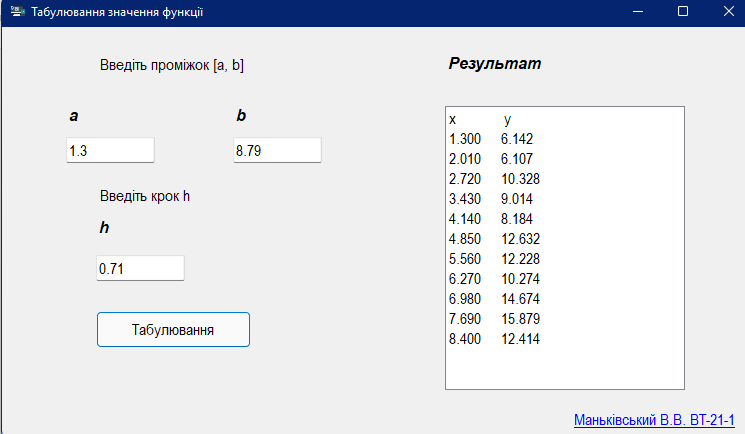 Табулювання значення функції
Введіть проміжок [a, b]
a
b
1.3
8.79
Введіть крок h
h
0.71
Табулювання
Результат
x y
1.300 6.142
2.010 6.107
2.720 10.328
3.430 9.014
4.140 8.184
4.850 12.632
5.560 12.228
6.270 10.274
6.980 14.674
7.690 15.879
8.400 12.414
Маньківський В.В. ВТ-21-1